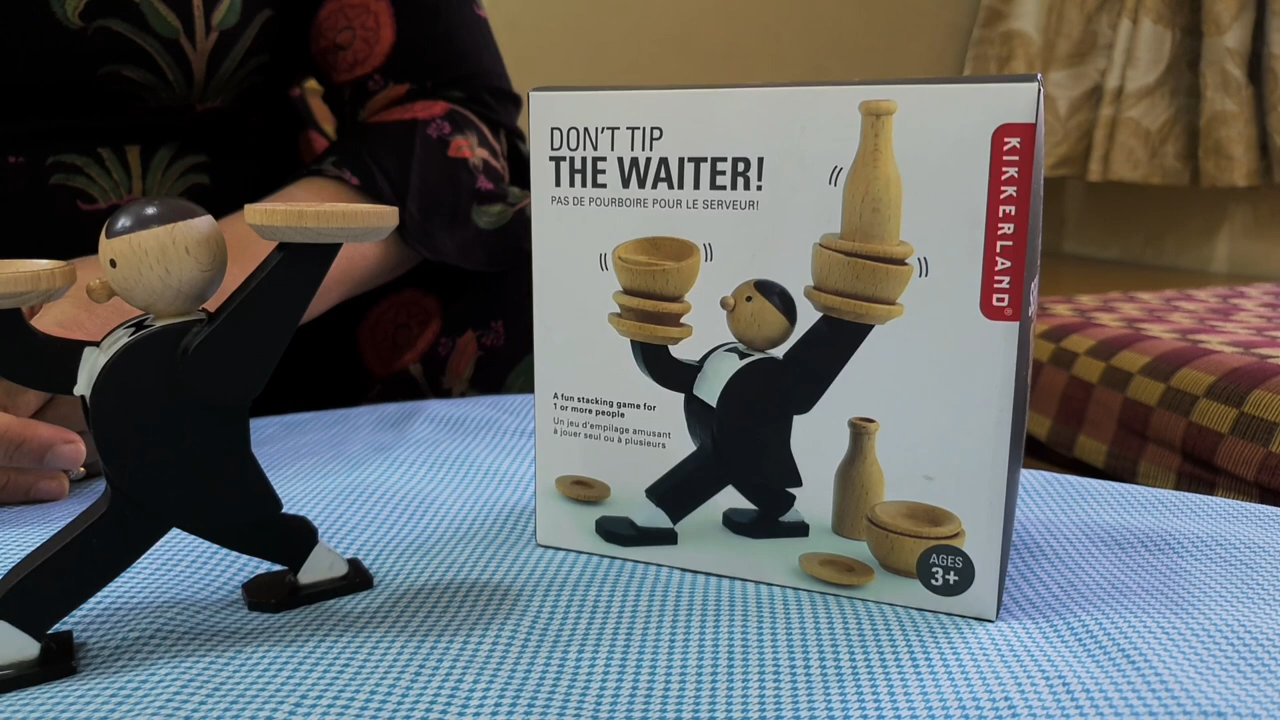 DON'T TIP
THE WAITER!
PAS DE POURBOIRE POUR LE SERVEUR!
KIKKERLAND®
A fun stacking game for
1 or more people
Un jeu d'empilage amusant
à jouer seul ou à plusieurs
AGES
3+